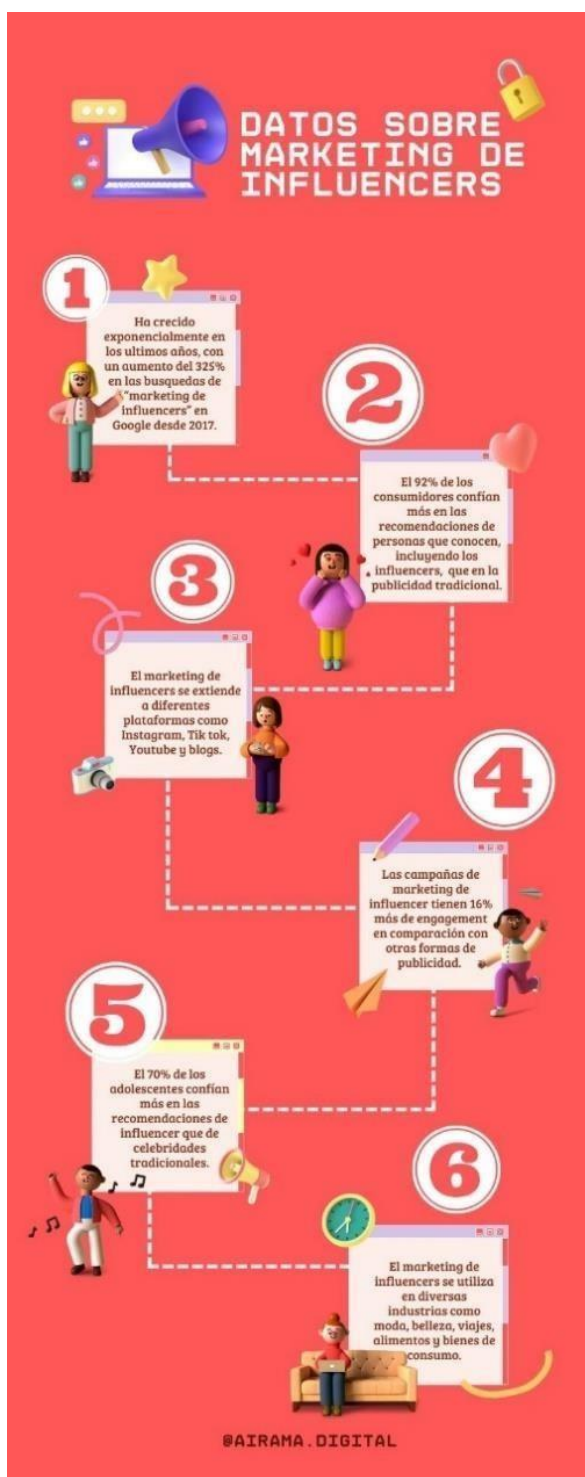 DATOS SOBRE
MARKETING DE
INFLUENCERS
1
Ha crecido
exponencialmente en
los ultimos años, con
un aumento del 325%
en las busquedas de
"marketing de
influencers” en
Google desde 2017.
2
El 92% de los
consumidores confían
más en las
recomendaciones de
personas que conocen,
incluyendo los
influencers, que en la
publicidad tradicional.
3
El marketing de
influencers se extiende
a diferentes
plataformas como
Instagram, Tik tok,
Youtube y blogs.
4
Las campañas de
marketing de
influencer tienen 16%
más de engagement
en comparación con
otras formas de
publicidad.
5
El 70% de los
adolescentes confían
más en las
recomendaciones de
influencer que de
celebridades
tradicionales.
6
El marketing de
influencers se utiliza
en diversas
industrias como
moda, belleza, viajes,
alimentos y bienes de
consumo.
@AIRAMA.DIGITAL